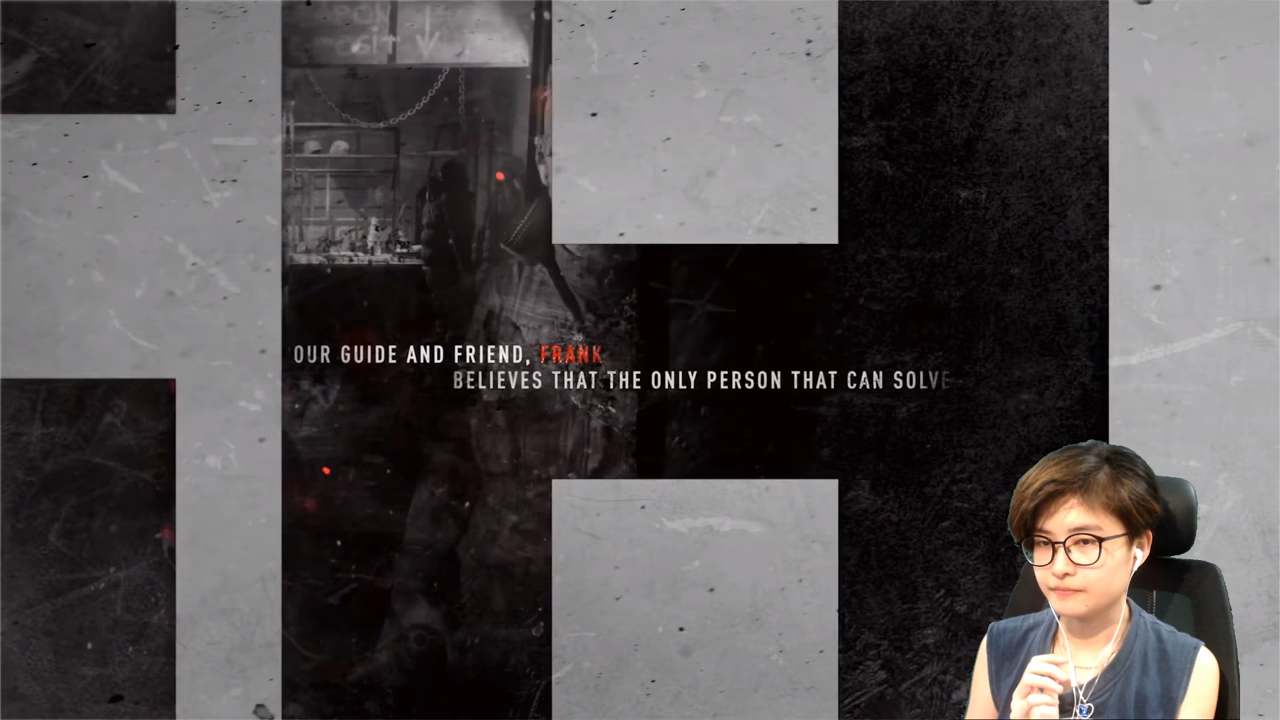 OUR GUIDE AND FRIEND, FRANK
BELIEVES THAT THE ONLY PERSON THAT CAN SOLVE